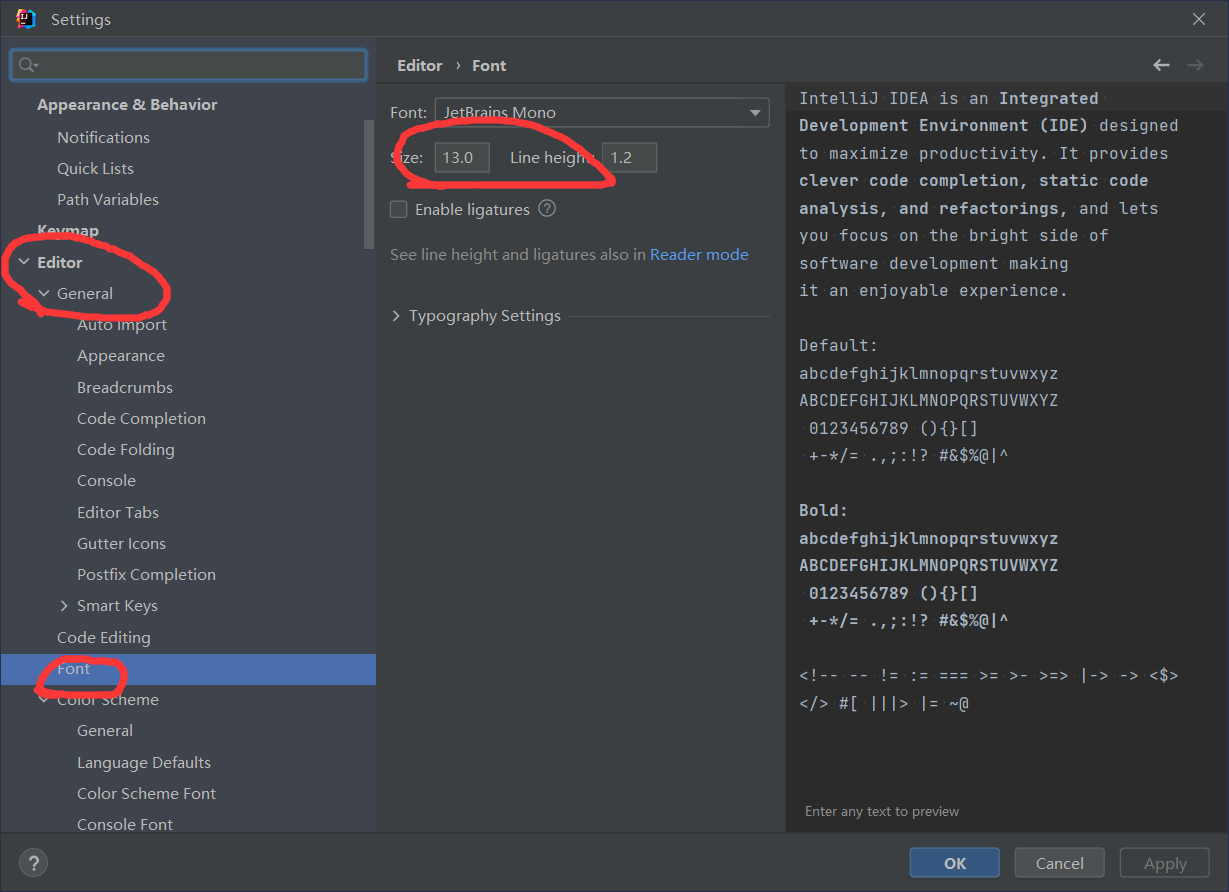 Settings
Appearance & Behavior
Notifications
Quick Lists
Path Variables
Keymap
Editor
General
Auto Import
Appearance
Breadcrumbs
Code Completion
Code Folding
Console
Editor Tabs
Gutter Icons
Postfix Completion
Smart Keys
Code Editing
Font
Color Scheme
General
Language Defaults
Color Scheme Font
Console Font
Editor › Font
Font: JetBrains Mono
Size: 13.0 Line height: 1.2
Enable ligatures ?
See line height and ligatures also in Reader mode
Typography Settings
IntelliJ IDEA is an Integrated
Development Environment (IDE) designed
to maximize productivity. It provides
clever code completion, static code
analysis, and refactorings, and lets
you focus on the bright side of
software development making
it an enjoyable experience.
Default:
abcdefghijklmnopqrstuvwxyz
ABCDEFGHIJKLMNOPQRSTUVWXYZ
0123456789 (){}[]
+-*/= .,;:!? #&$%@|^
Bold:
abcdefghijklmnopqrstuvwxyz
ABCDEFGHIJKLMNOPQRSTUVWXYZ
0123456789 (){}[]
+-*/= .,;:!? #&$%@|^
<!-- -- != := === >= >- >=> |-> -> <$>
</> #[ |||> |= ~@
Enter any text to preview
?
OK
Cancel
Apply